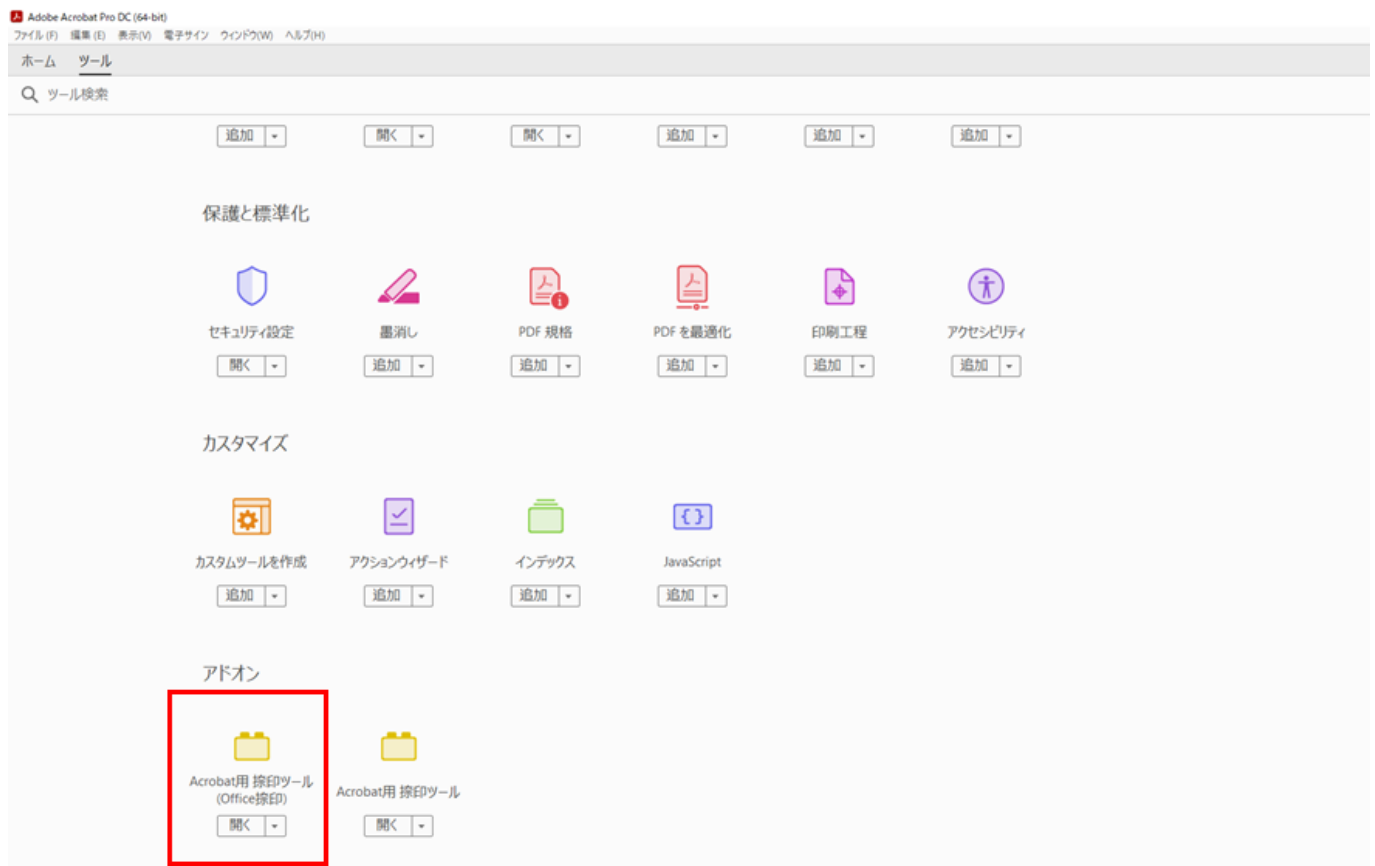 Adobe Acrobat Pro DC (64-bit)
ファイル(F) 編集(E) 表示(V) 電子サイン ウィンドウ(W) ヘルプ(H)
ホーム ツール
ツール検索
追加 開く 開く 追加 追加 追加
保護と標準化
セキュリティ設定 墨消し PDF 規格 PDF を最適化 印刷工程 アクセシビリティ
開く 追加 追加 追加 追加 追加
カスタマイズ
カスタムツールを作成 アクションウィザード インデックス JavaScript
追加 追加 追加 追加
アドオン
Acrobat用 捺印ツール
(Office捺印) Acrobat用 捺印ツール
開く 開く